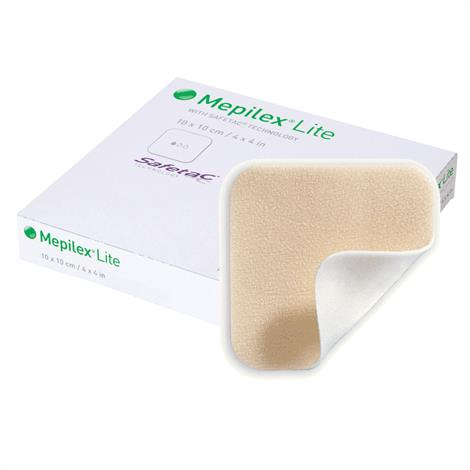 Mepilex® Lite
WITH SAFETAC® TECHNOLOGY
10 x 10 cm / 4 x 4 in
Safetac®
TECHNOLOGY
Mepilex® Lite
10 x 10 cm / 4 x 4 in